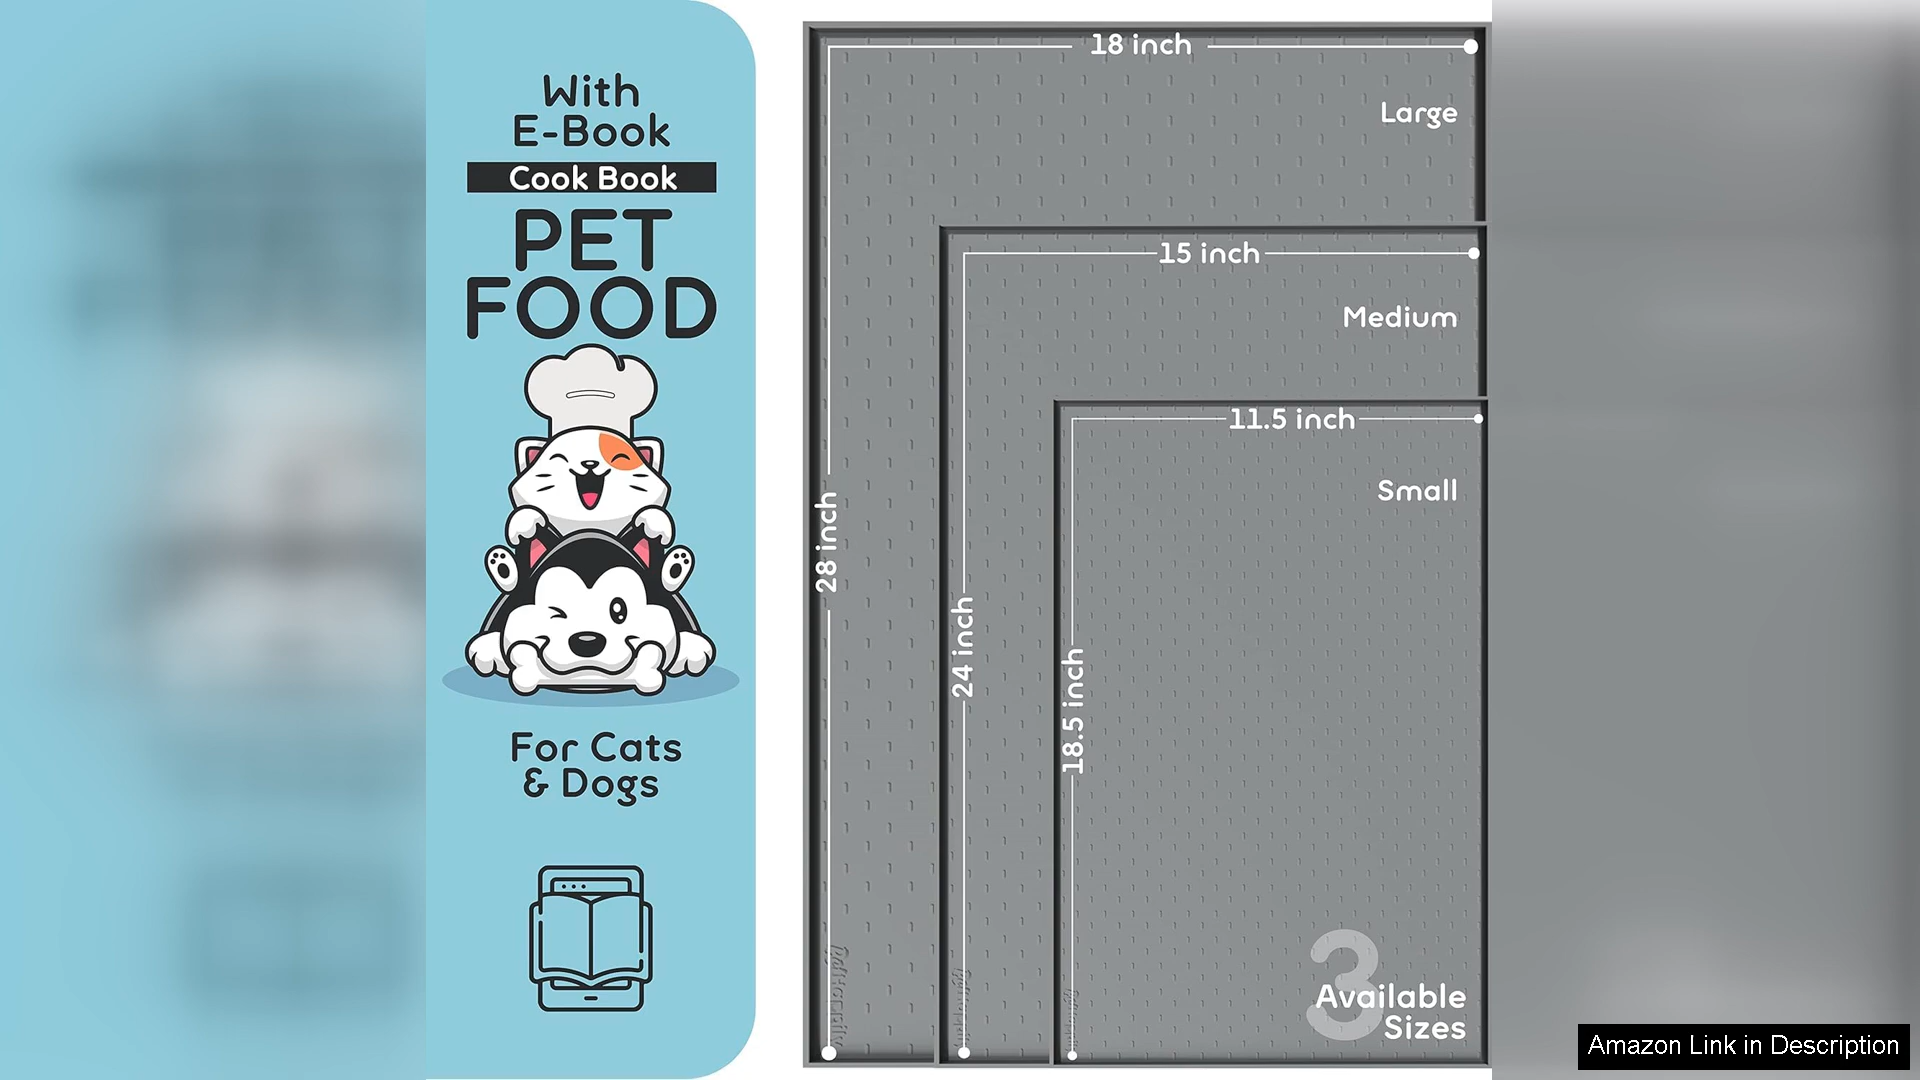 With
E-Book
Cook Book
PET
FOOD
For Cats
& Dogs
18 inch
Large
28 inch
15 inch
Medium
24 inch
11.5 inch
Small
18.5 inch
3
Available
Sizes
Amazon Link in Description